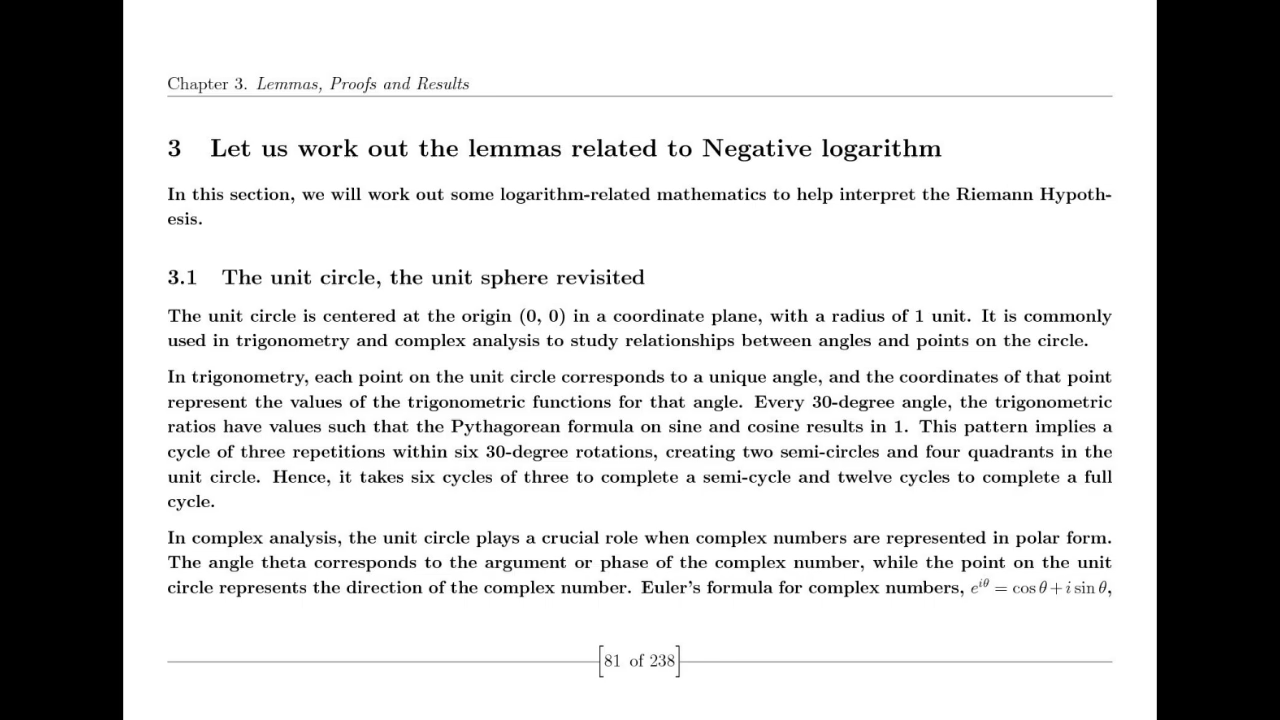 Chapter 3. Lemmas, Proofs and Results
3 Let us work out the lemmas related to Negative logarithm
In this section, we will work out some logarithm-related mathematics to help interpret the Riemann Hypoth-
esis.
3.1 The unit circle, the unit sphere revisited
The unit circle is centered at the origin (0, 0) in a coordinate plane, with a radius of 1 unit. It is commonly
used in trigonometry and complex analysis to study relationships between angles and points on the circle.
In trigonometry, each point on the unit circle corresponds to a unique angle, and the coordinates of that point
represent the values of the trigonometric functions for that angle. Every 30-degree angle, the trigonometric
ratios have values such that the Pythagorean formula on sine and cosine results in 1. This pattern implies a
cycle of three repetitions within six 30-degree rotations, creating two semi-circles and four quadrants in the
unit circle. Hence, it takes six cycles of three to complete a semi-cycle and twelve cycles to complete a full
cycle.
In complex analysis, the unit circle plays a crucial role when complex numbers are represented in polar form.
The angle theta corresponds to the argument or phase of the complex number, while the point on the unit
circle represents the direction of the complex number. Euler's formula for complex numbers, e^{iθ} = cos θ + i sin θ,
81 of 238